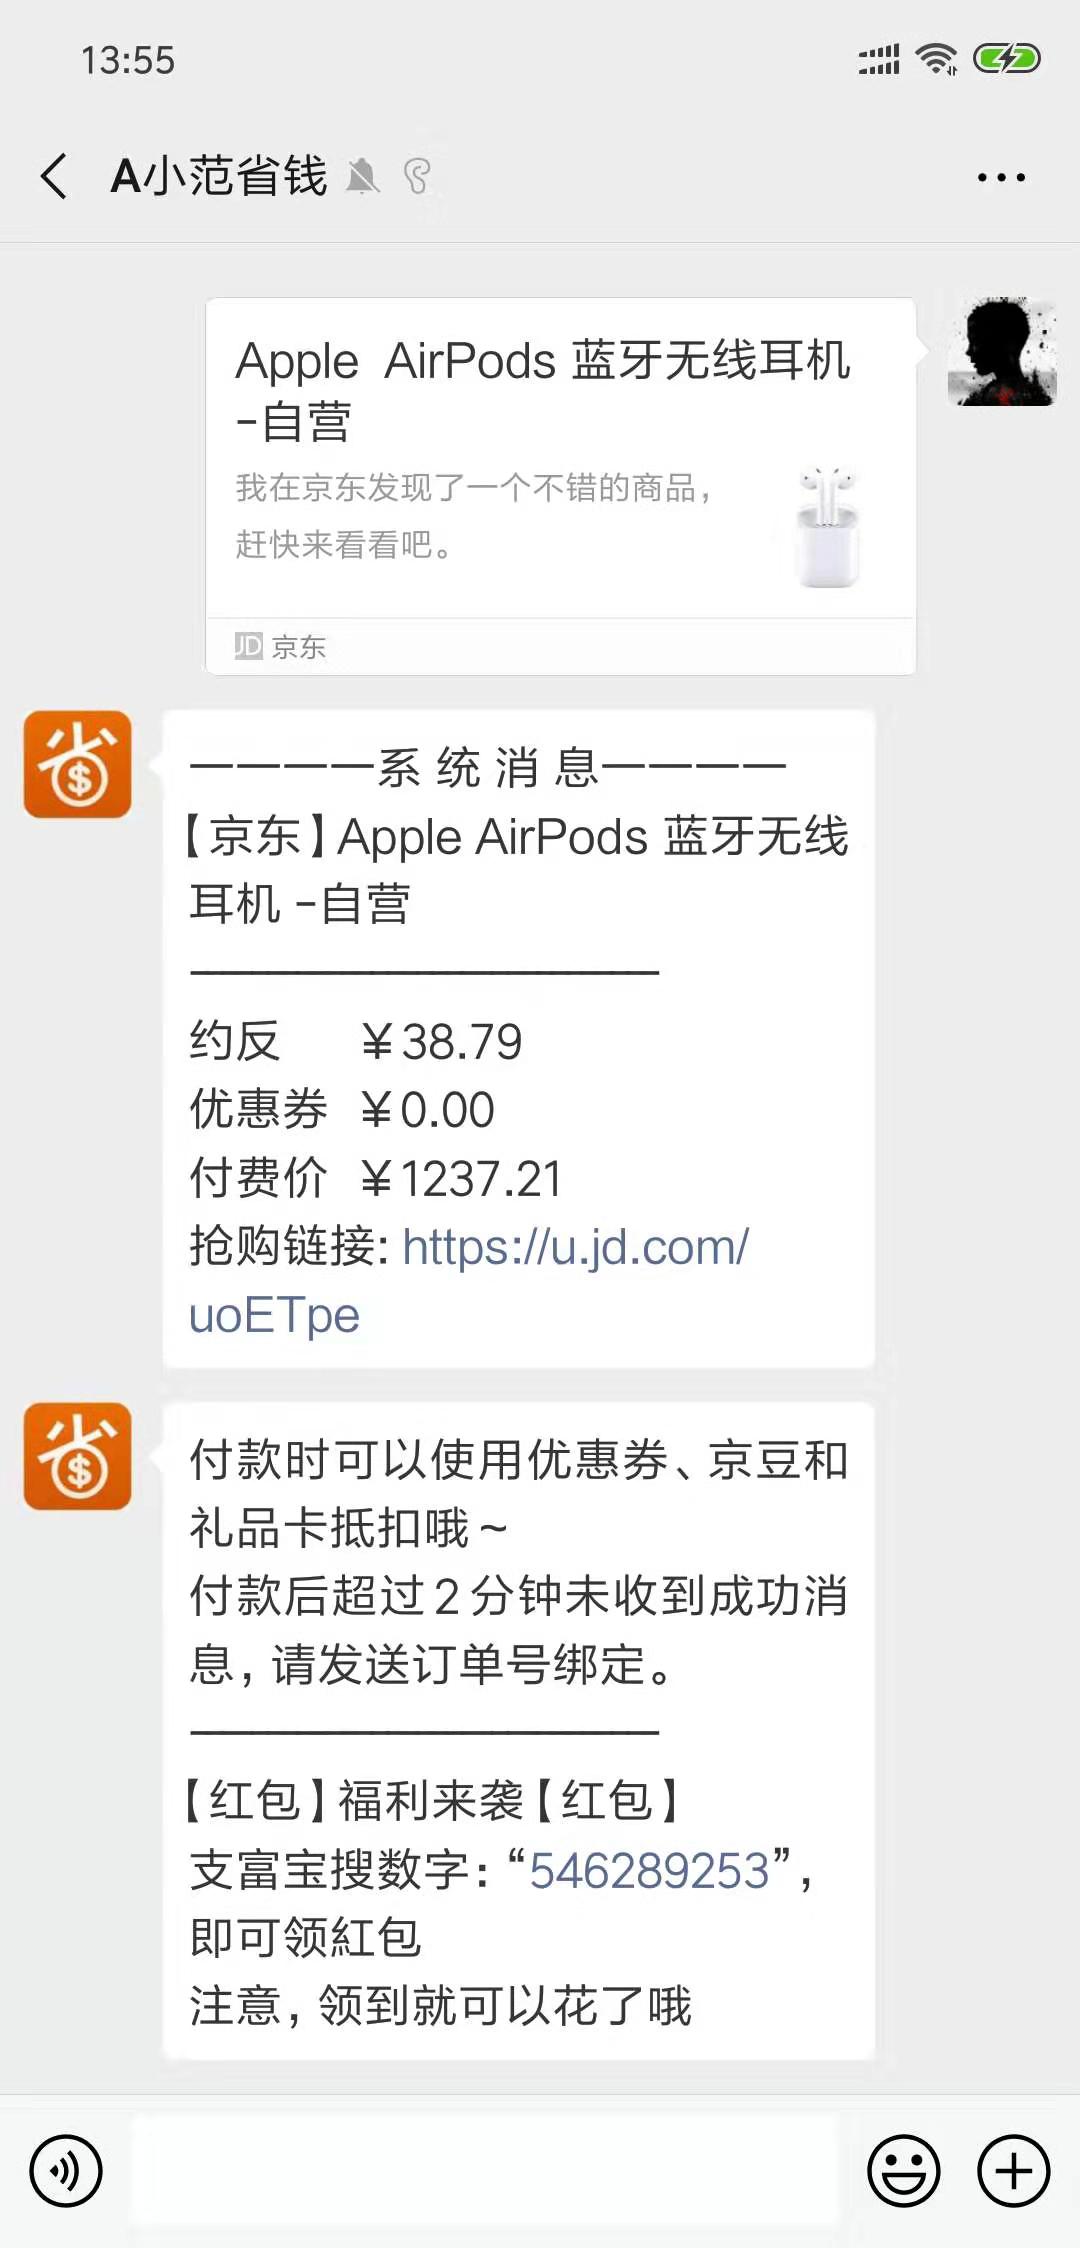 13:55
A小范省钱
Apple AirPods 蓝牙无线耳机
-自营
我在京东发现了一个不错的商品，
赶快来看看吧。
JD 京东
省
$
————系 统 消 息————
【京东】Apple AirPods 蓝牙无线
耳机 -自营
——————————
约反 ￥38.79
优惠券 ￥0.00
付费价 ￥1237.21
抢购链接: https://u.jd.com/
uoETpe
省
$
付款时可以使用优惠券、京豆和
礼品卡抵扣哦~
付款后超过2分钟未收到成功消
息，请发送订单号绑定。
——————————
【红包】福利来袭【红包】
支富宝搜数字：“546289253”，
即可领紅包
注意，领到就可以花了哦